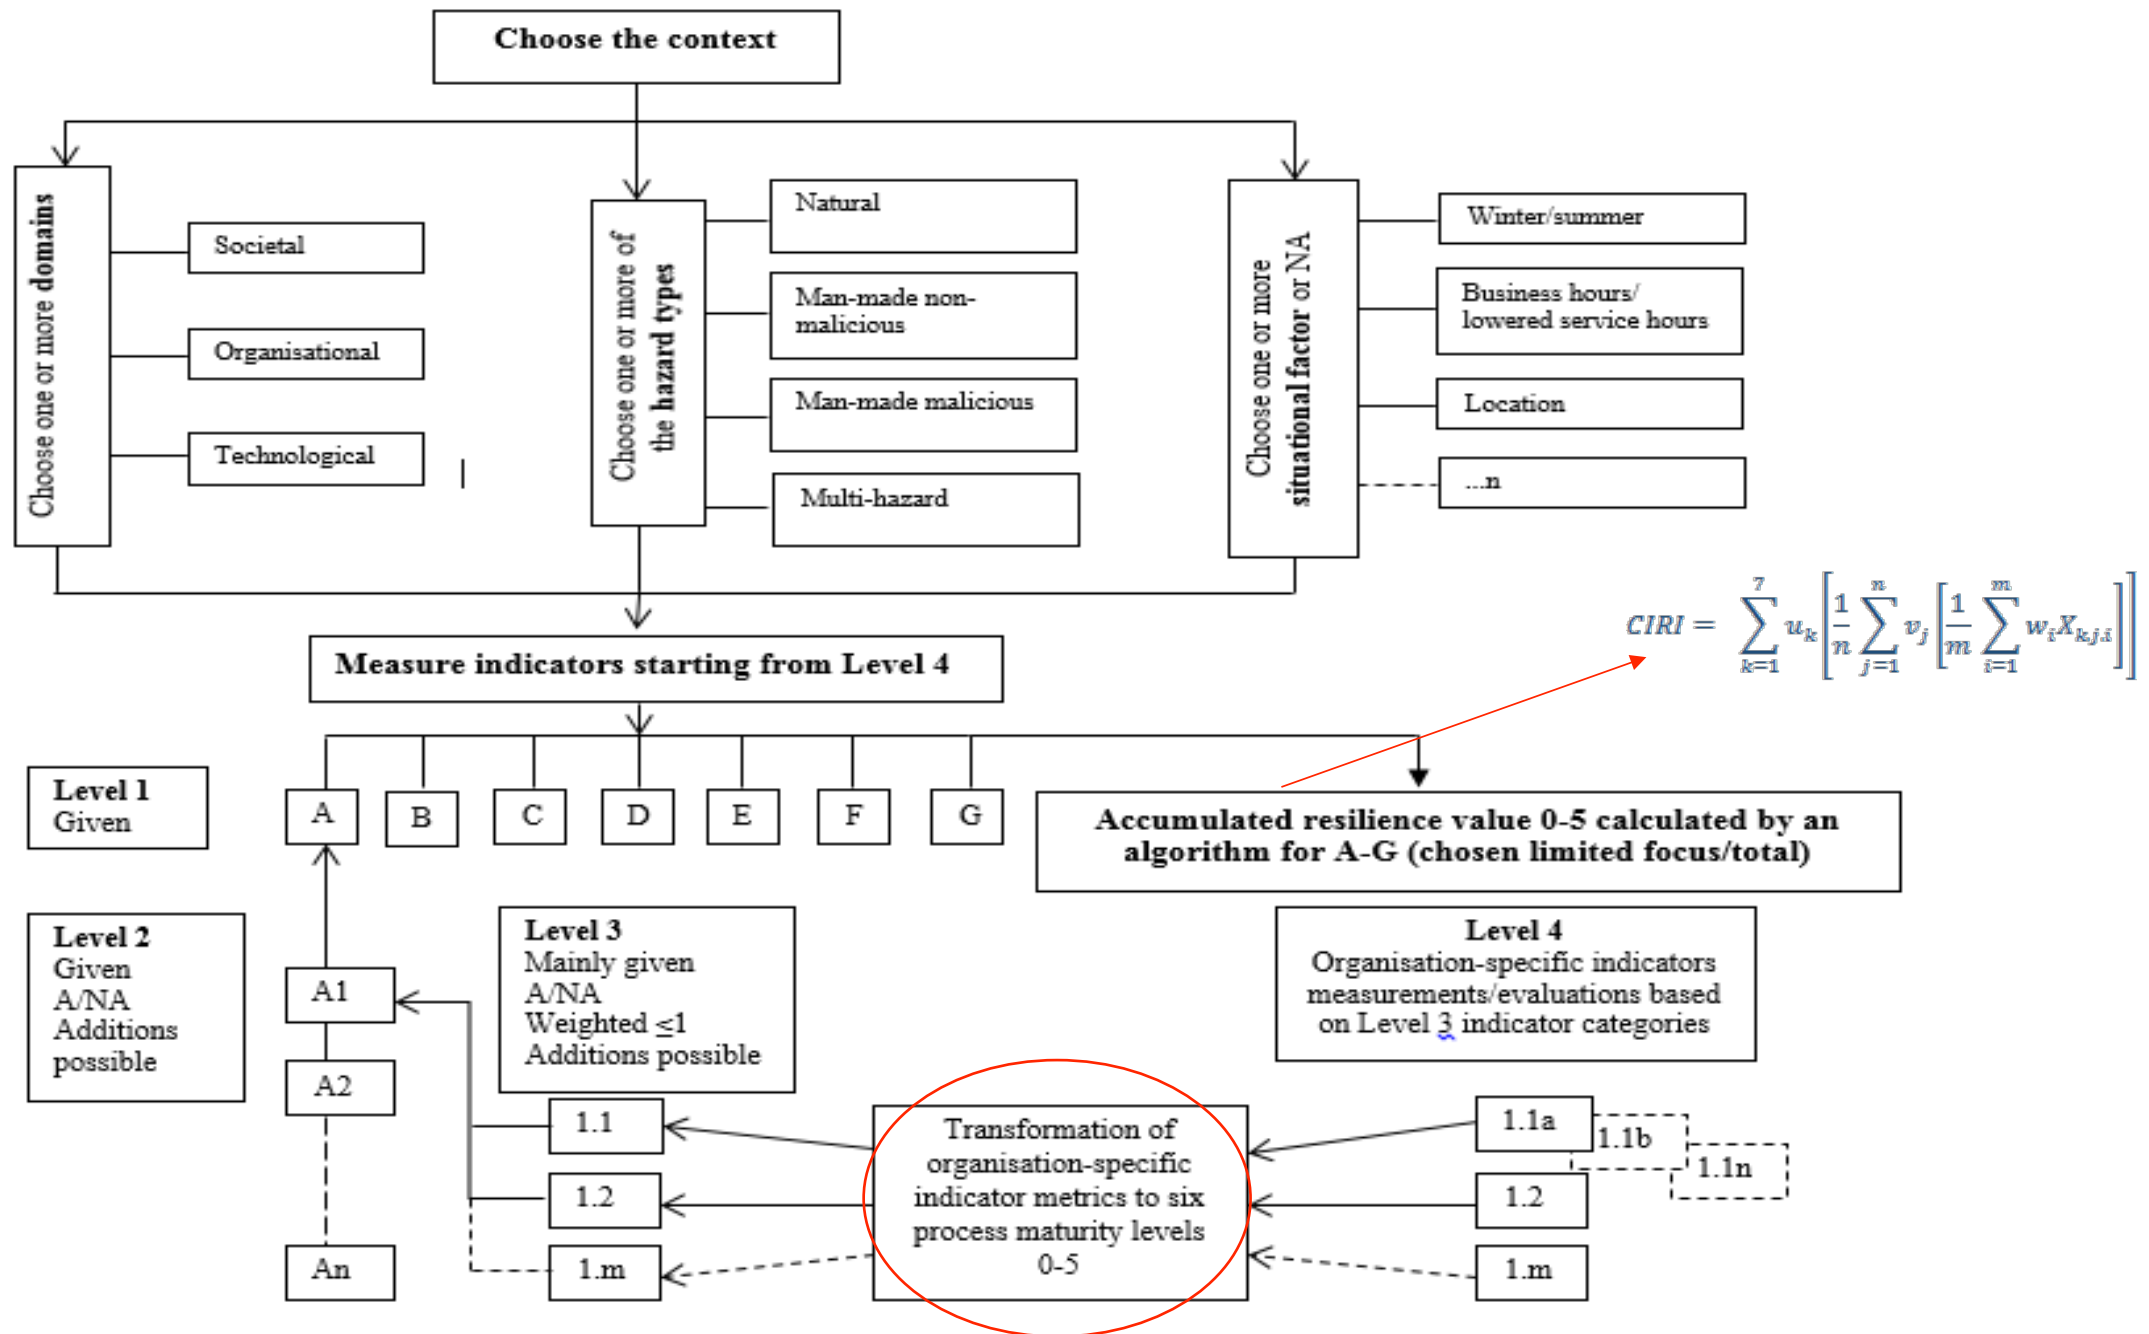 Choose the context
Choose one or more domains
Societal
Organisational
Technological
Choose one or more of
the hazard types
Natural
Man-made non-
malicious
Man-made malicious
Multi-hazard
Choose one or more
situational factor or NA
Winter/summer
Business hours/
lowered service hours
Location
...n
CIRI = \sum_{k=1}^{7} u_k [ \frac{1}{n} \sum_{j=1}^{n} v_j [ \frac{1}{m} \sum_{i=1}^{m} w_i X_{k,j,i} ] ]
Measure indicators starting from Level 4
Level 1
Given
A
B
C
D
E
F
G
Accumulated resilience value 0-5 calculated by an
algorithm for A-G (chosen limited focus/total)
Level 2
Given
A/NA
Additions
possible
A1
A2
An
Level 3
Mainly given
A/NA
Weighted ≤1
Additions possible
Level 4
Organisation-specific indicators
measurements/evaluations based
on Level 3 indicator categories
1.1
1.2
1.m
Transformation of
organisation-specific
indicator metrics to six
process maturity levels
0-5
1.1a
1.1b
1.1n
1.2
1.m